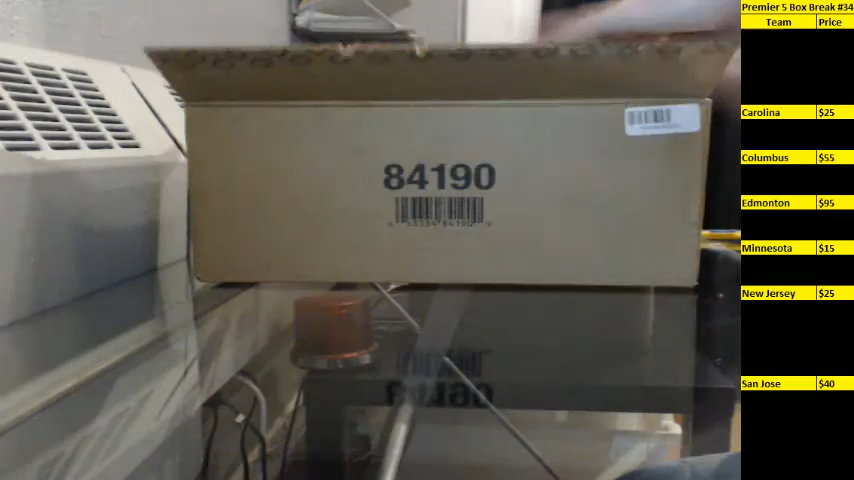 Premier 5 Box Break #34
Team Price
Carolina $25
Columbus $55
Edmonton $95
Minnesota $15
New Jersey $25
San Jose $40
84190